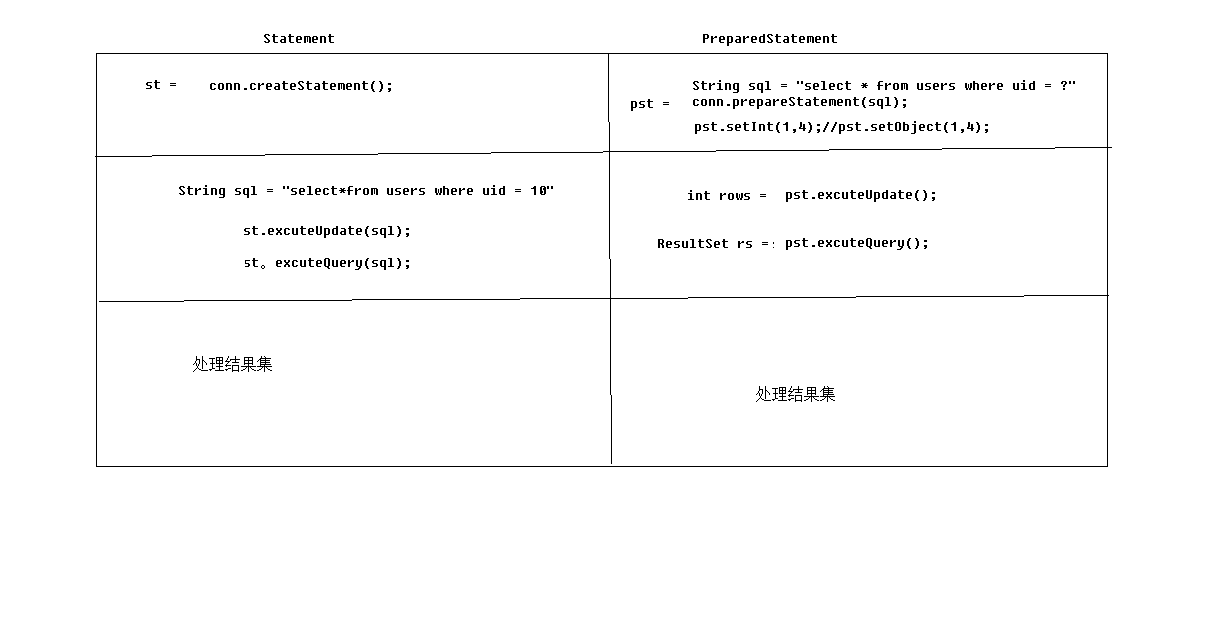 Statement
PreparedStatement
st = conn.createStatement();
String sql = "select * from users where uid = ?"
pst = conn.prepareStatement(sql);
pst.setInt(1,4);//pst.setObject(1,4);
String sql = "select*from users where uid = 10"
st.excuteUpdate(sql);
st。excuteQuery(sql);
int rows = pst.excuteUpdate();
ResultSet rs = pst.excuteQuery();
处理结果集
处理结果集